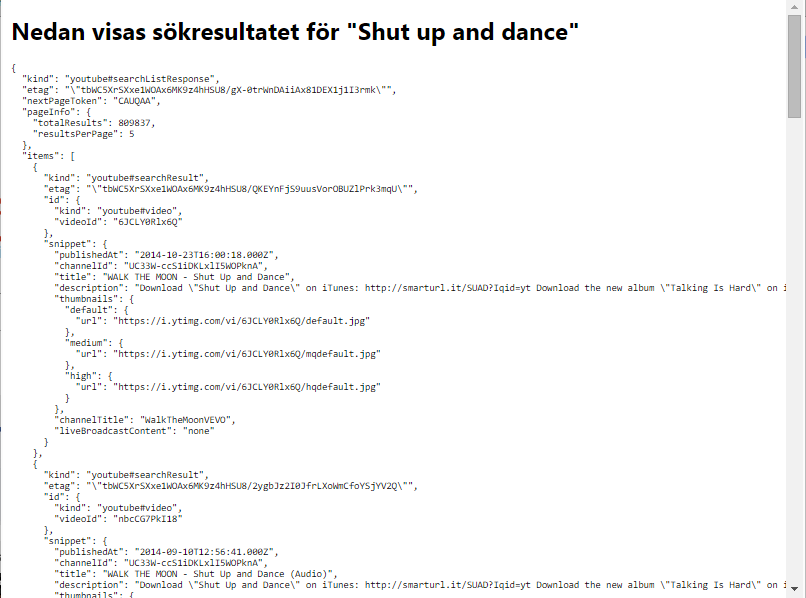 Nedan visas sökresultatet för "Shut up and dance"
{
"kind": "youtube#searchListResponse",
"etag": "\"tbWC5XrSXxe1WOAx6MK9z4hHSU8/gX-0trWnDAiiAx81DEX1j1I3rmk\"",
"nextPageToken": "CAUQAA",
"pageInfo": {
"totalResults": 809837,
"resultsPerPage": 5
},
"items": [
{
"kind": "youtube#searchResult",
"etag": "\"tbWC5XrSXxe1WOAx6MK9z4hHSU8/QKEYnFjS9uusVorOBUZlPrk3mqU\"",
"id": {
"kind": "youtube#video",
"videoId": "6JCLY0Rlx6Q"
},
"snippet": {
"publishedAt": "2014-10-23T16:00:18.000Z",
"channelId": "UC33W-ccS1iDKLxlI5WOPknA",
"title": "WALK THE MOON - Shut Up and Dance",
"description": "Download \"Shut Up and Dance\" on iTunes: http://smarturl.it/SUAD?Iqid=yt Download the new album \"Talking Is Hard\" on i
"thumbnails": {
"default": {
"url": "https://i.ytimg.com/vi/6JCLY0Rlx6Q/default.jpg"
},
"medium": {
"url": "https://i.ytimg.com/vi/6JCLY0Rlx6Q/mqdefault.jpg"
},
"high": {
"url": "https://i.ytimg.com/vi/6JCLY0Rlx6Q/hqdefault.jpg"
}
},
"channelTitle": "WalkTheMoonVEVO",
"liveBroadcastContent": "none"
}
},
{
"kind": "youtube#searchResult",
"etag": "\"tbWC5XrSXxe1WOAx6MK9z4hHSU8/2ygbJz2I0JfrLXoWmCfoYSjYV2Q\"",
"id": {
"kind": "youtube#video",
"videoId": "nbcCG7PkI18"
},
"snippet": {
"publishedAt": "2014-09-10T12:56:41.000Z",
"channelId": "UC33W-ccS1iDKLxlI5WOPknA",
"title": "WALK THE MOON - Shut Up and Dance (Audio)",
"description": "Download \"Shut Up and Dance\" on iTunes: http://smarturl.it/SUAD?Iqid=yt Download the new album \"Talking Is Hard\" on i
"thumbnails": {